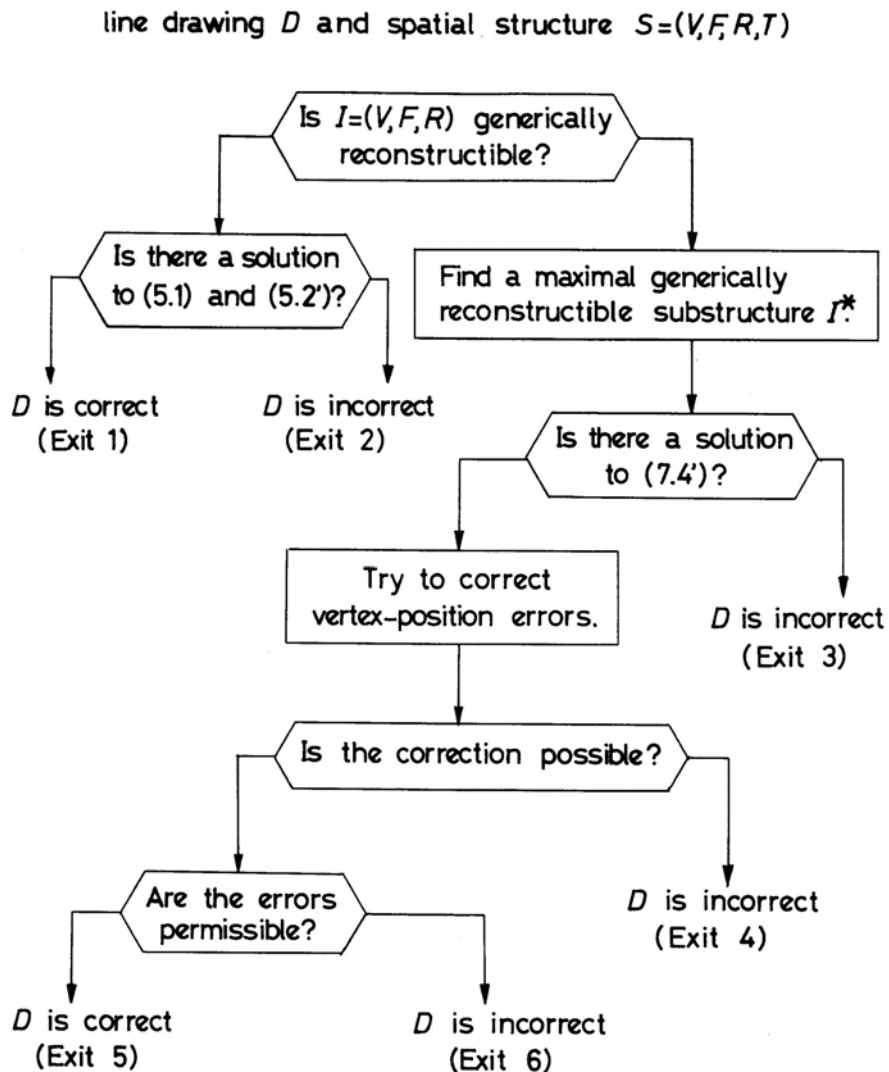 line drawing D and spatial structure S=(V,F,R,T)
Is I=(V,F,R) generically
reconstructible?
Is there a solution
to (5.1) and (5.2')?
Find a maximal generically
reconstructible substructure I*.
D is correct
(Exit 1)
D is incorrect
(Exit 2)
Is there a solution
to (7.4')?
Try to correct
vertex-position errors.
D is incorrect
(Exit 3)
Is the correction possible?
Are the errors
permissible?
D is incorrect
(Exit 4)
D is correct
(Exit 5)
D is incorrect
(Exit 6)